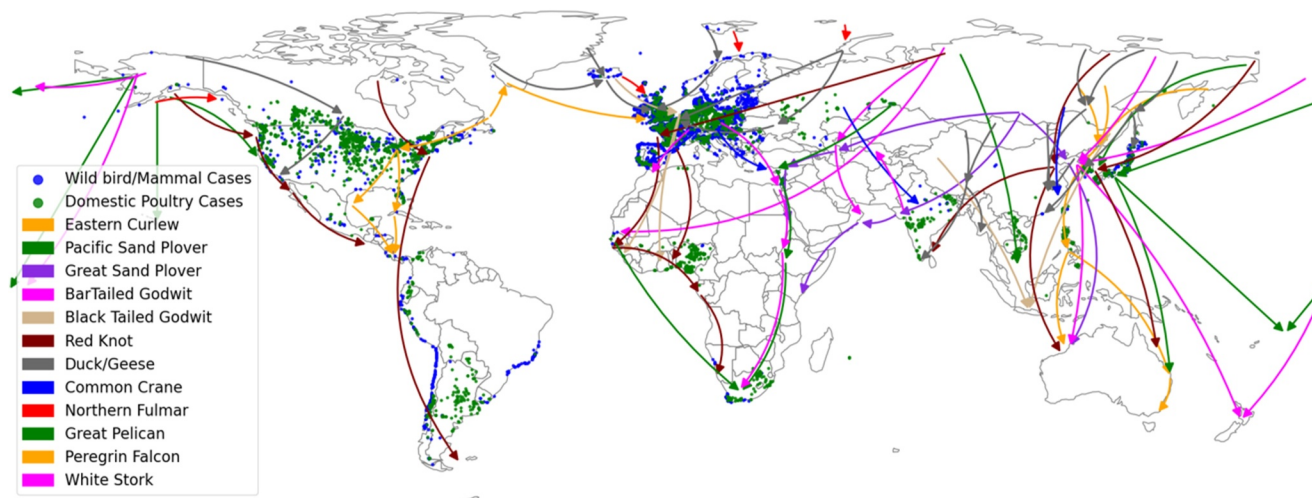 Wild bird/Mammal Cases
Domestic Poultry Cases
Eastern Curlew
Pacific Sand Plover
Great Sand Plover
BarTailed Godwit
Black Tailed Godwit
Red Knot
Duck/Geese
Common Crane
Northern Fulmar
Great Pelican
Peregrin Falcon
White Stork